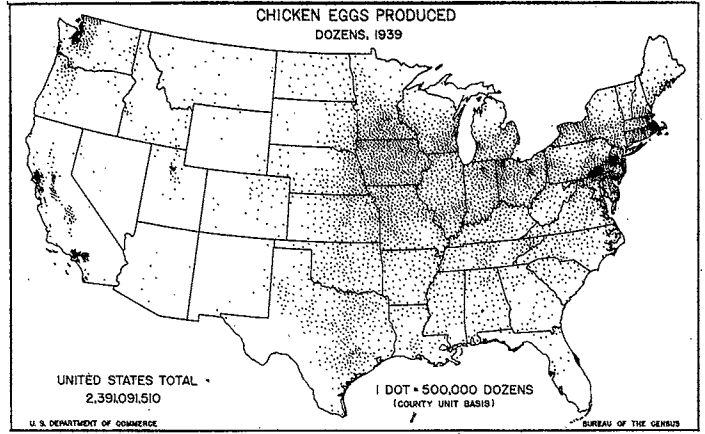 CHICKEN EGGS PRODUCED
DOZENS, 1939
UNITED STATES TOTAL
2,391,091,510
1 DOT = 500,000 DOZENS
(COUNTY UNIT BASIS)
U. S. DEPARTMENT OF COMMERCE
BUREAU OF THE CENSUS